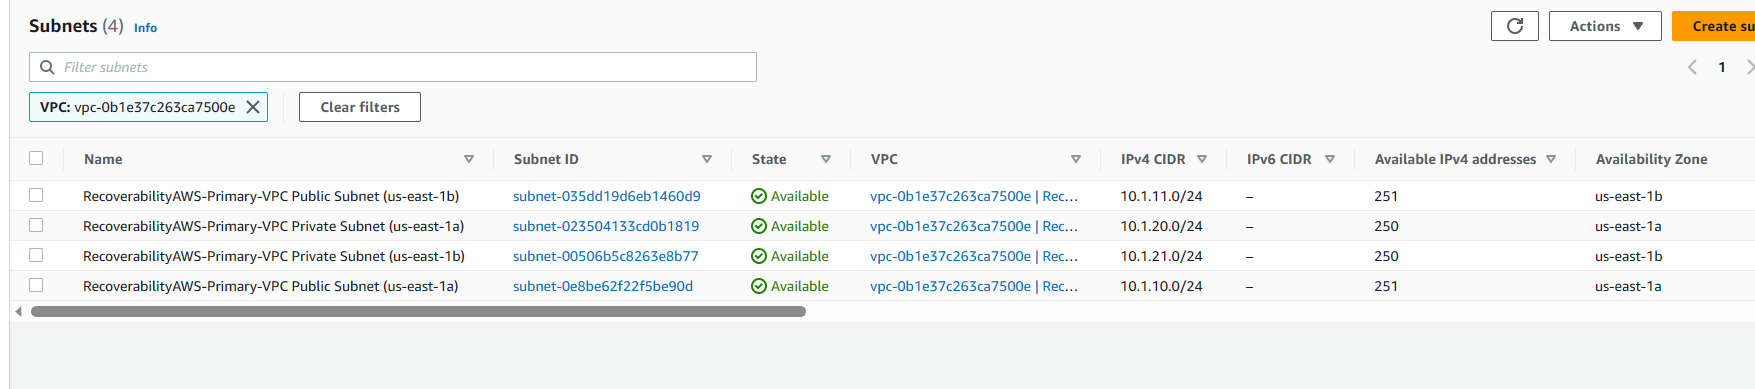 Subnets (4) Info
Actions
Create su
Filter subnets
1
VPC: vpc-0b1e37c263ca7500e
Clear filters
Name Subnet ID State VPC IPv4 CIDR IPv6 CIDR Available IPv4 addresses Availability Zone
RecoverabilityAWS-Primary-VPC Public Subnet (us-east-1b) subnet-035dd19d6eb1460d9 Available vpc-0b1e37c263ca7500e | Rec... 10.1.11.0/24 – 251 us-east-1b
RecoverabilityAWS-Primary-VPC Private Subnet (us-east-1a) subnet-023504133cd0b1819 Available vpc-0b1e37c263ca7500e | Rec... 10.1.20.0/24 – 250 us-east-1a
RecoverabilityAWS-Primary-VPC Private Subnet (us-east-1b) subnet-00506b5c8263e8b77 Available vpc-0b1e37c263ca7500e | Rec... 10.1.21.0/24 – 250 us-east-1b
RecoverabilityAWS-Primary-VPC Public Subnet (us-east-1a) subnet-0e8be62f22f5be90d Available vpc-0b1e37c263ca7500e | Rec... 10.1.10.0/24 – 251 us-east-1a